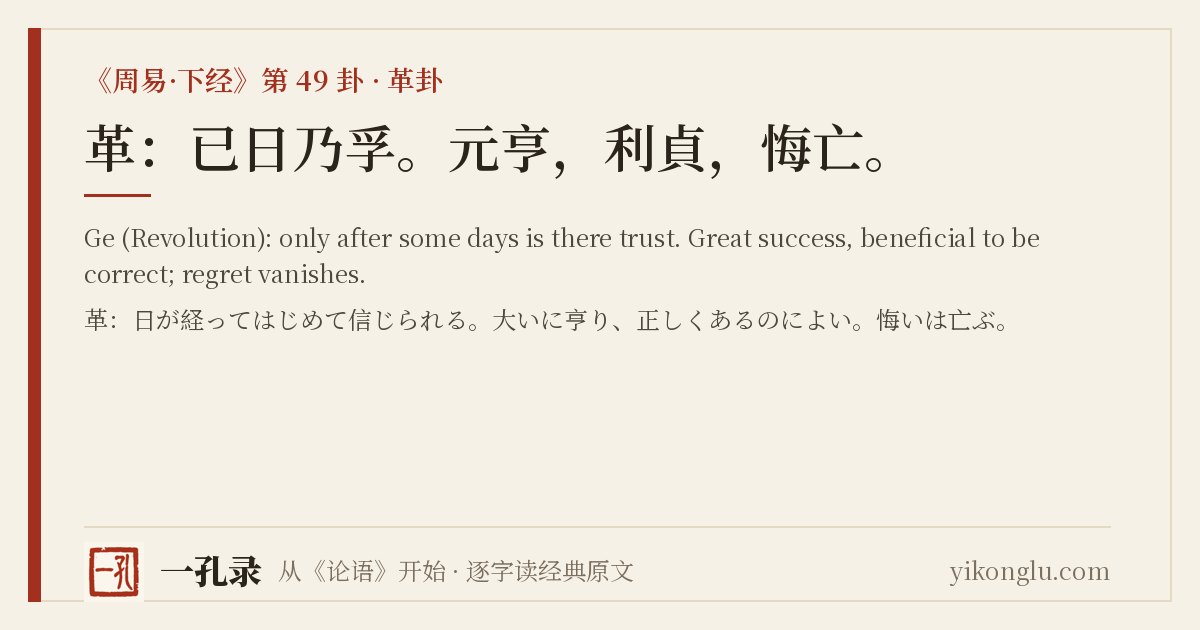 《周易·下经》第 49 卦 · 革卦
革：已日乃孚。元亨，利貞，悔亡。
Ge (Revolution): only after some days is there trust. Great success, beneficial to be
correct; regret vanishes.
革：日が経ってはじめて信じられる。大いに亨り、正しくあるのによい。悔いは亡ぶ。
一孔
一孔录
从《论语》开始 · 逐字读经典原文
yikonglu.com